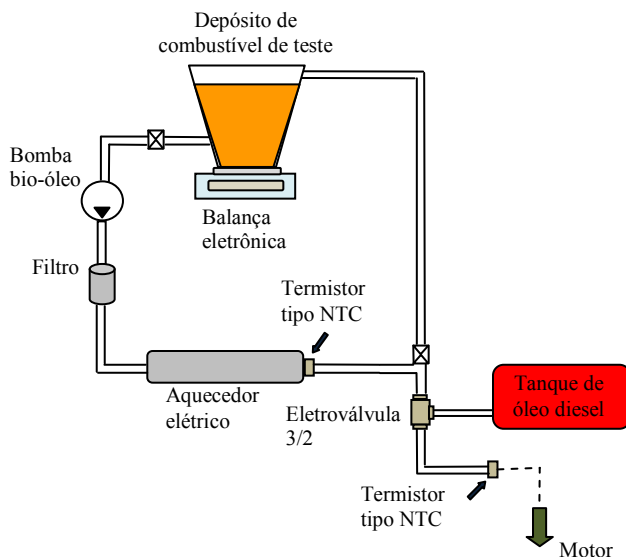 Depósito de
combustível de teste
Bomba
bio-óleo
Balança
eletrônica
Filtro
Termistor
tipo NTC
Aquecedor
elétrico
Eletroválvula
3/2
Tanque de
óleo diesel
Termistor
tipo NTC
Motor